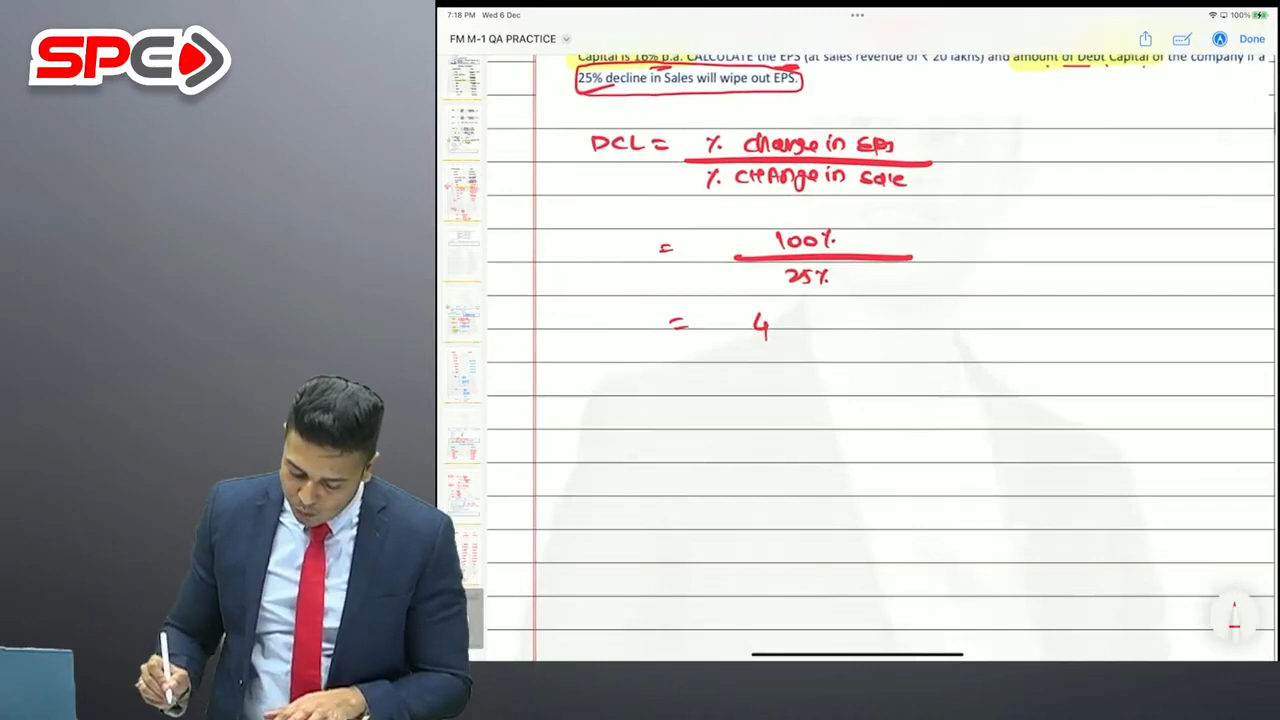 SPC
7:18 PM Wed 6 Dec
100%
FM M-1 QA PRACTICE
Done
Capital is 16% p.a. CALCULATE the EPS (at sales revenue of ₹ 20 lakhs) and amount of Debt Capital of the company if a
25% decline in Sales will wipe out EPS.
DCL = % change in EPS
% change in sale
= 100%
25%
= 4